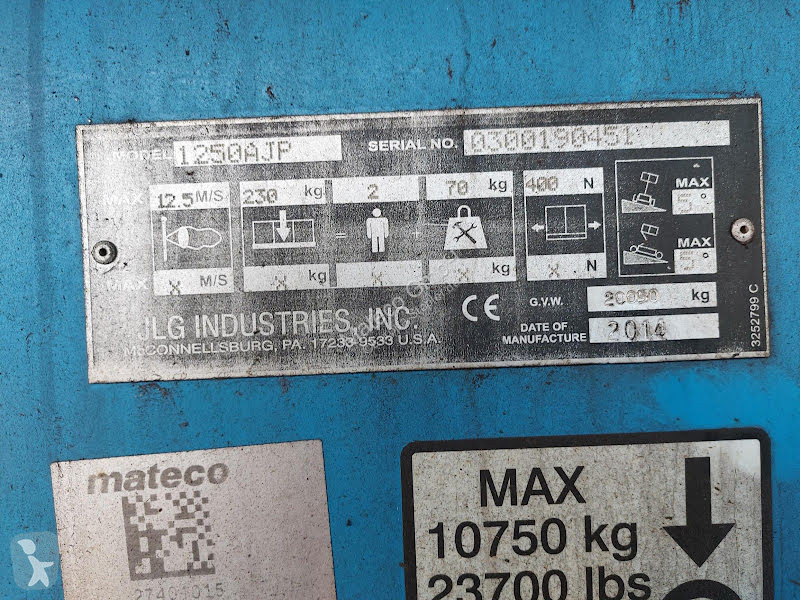 MODEL 1250AJP SERIAL NO. 0300190451
MAX 12.5 M/S 230 kg 2 70 kg 400 N MAX 5°
= +
MAX X M/S X kg X X kg X N MAX 5°
JLG INDUSTRIES, INC. CE G.V.W. kg
McCONNELLSBURG, PA. 17233-9533 U.S.A. DATE OF MANUFACTURE 2014
3252799 C
mateco
MAX
10750 kg
23700 lbs